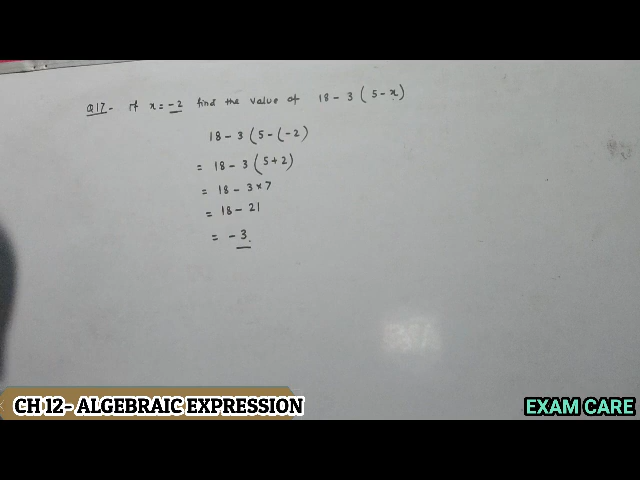 Q17- If x = -2 find the value of 18 - 3 ( 5 - x )
18 - 3 ( 5 - (-2)
= 18 - 3 ( 5 + 2 )
= 18 - 3 × 7
= 18 - 21
= - 3.
CH 12- ALGEBRAIC EXPRESSION
EXAM CARE